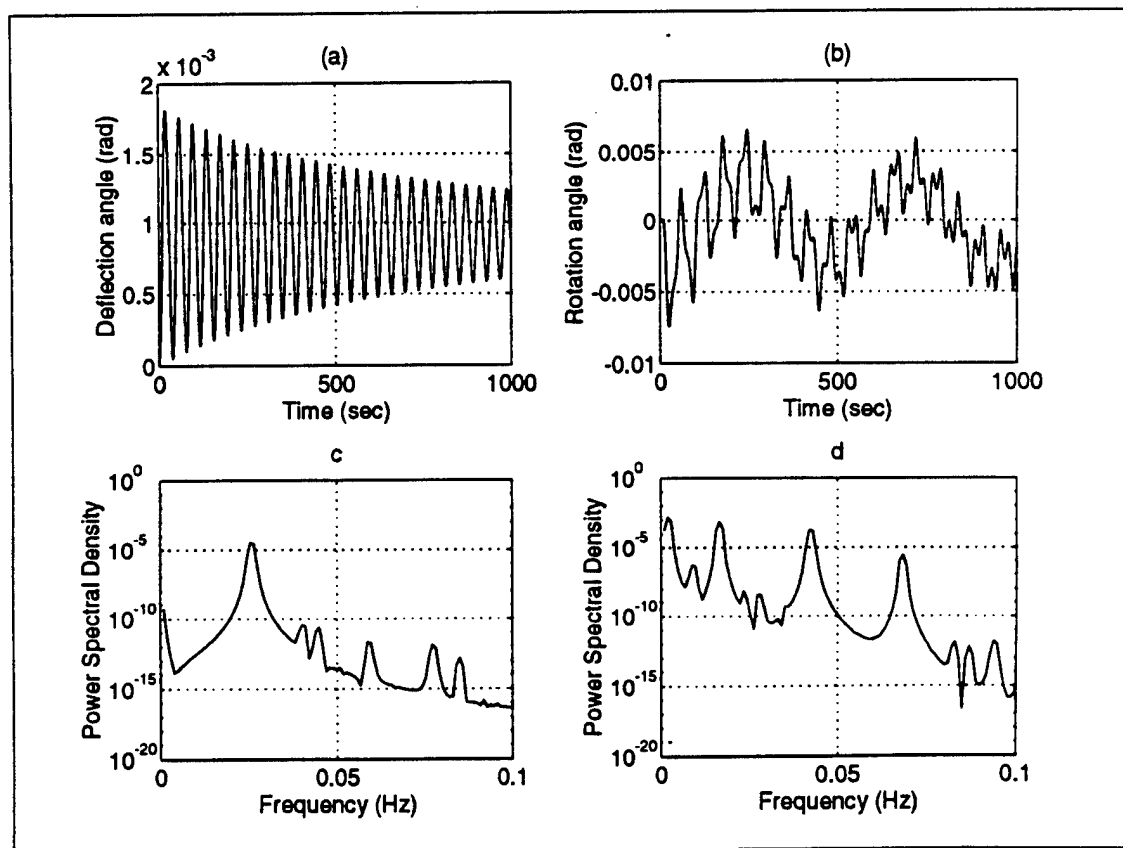 (a)
x 10^-3
2
1.5
1
0.5
0
Deflection angle (rad)
0 500 1000
Time (sec)
(b)
0.01
0.005
0
-0.005
-0.01
Rotation angle (rad)
0 500 1000
Time (sec)
c
10^0
10^-5
10^-10
10^-15
10^-20
Power Spectral Density
0 0.05 0.1
Frequency (Hz)
d
10^0
10^-5
10^-10
10^-15
10^-20
Power Spectral Density
0 0.05 0.1
Frequency (Hz)